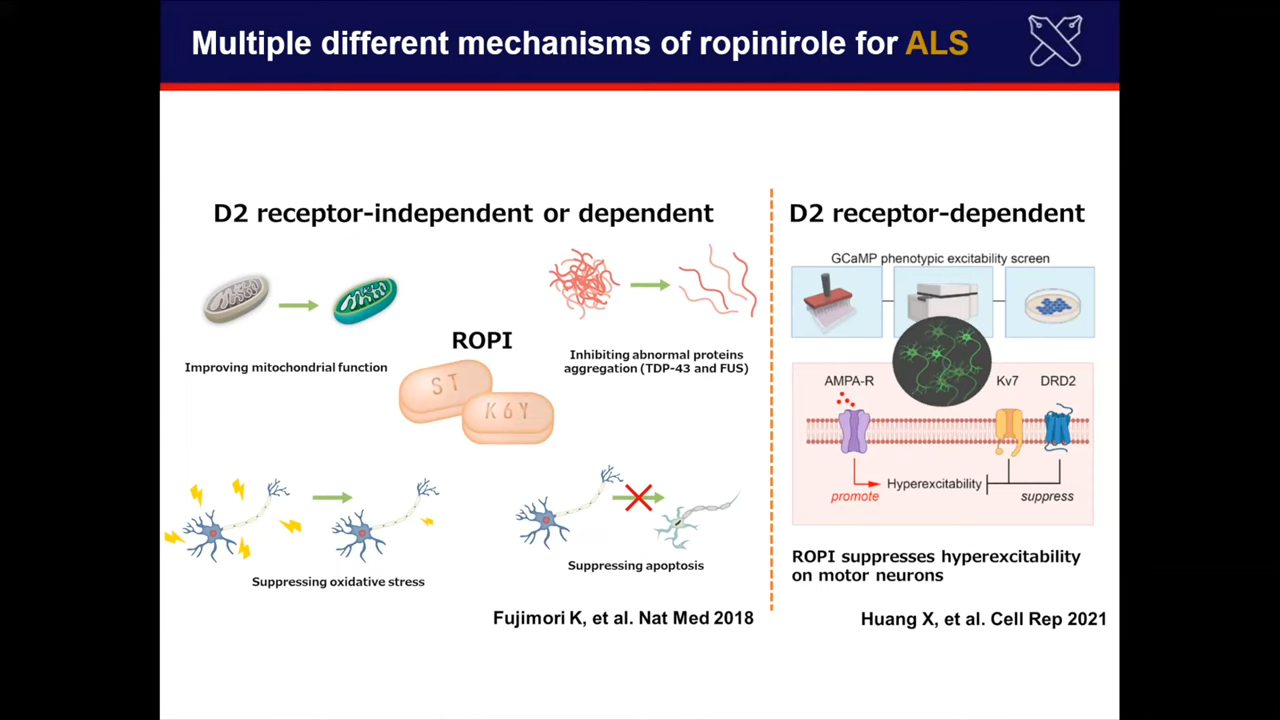 Multiple different mechanisms of ropinirole for ALS
D2 receptor-independent or dependent
Improving mitochondrial function
ROPI
ST
K6Y
Inhibiting abnormal proteins
aggregation (TDP-43 and FUS)
Suppressing oxidative stress
Suppressing apoptosis
Fujimori K, et al. Nat Med 2018
D2 receptor-dependent
GCaMP phenotypic excitability screen
AMPA-R
Kv7
DRD2
Hyperexcitability
promote
suppress
ROPI suppresses hyperexcitability
on motor neurons
Huang X, et al. Cell Rep 2021